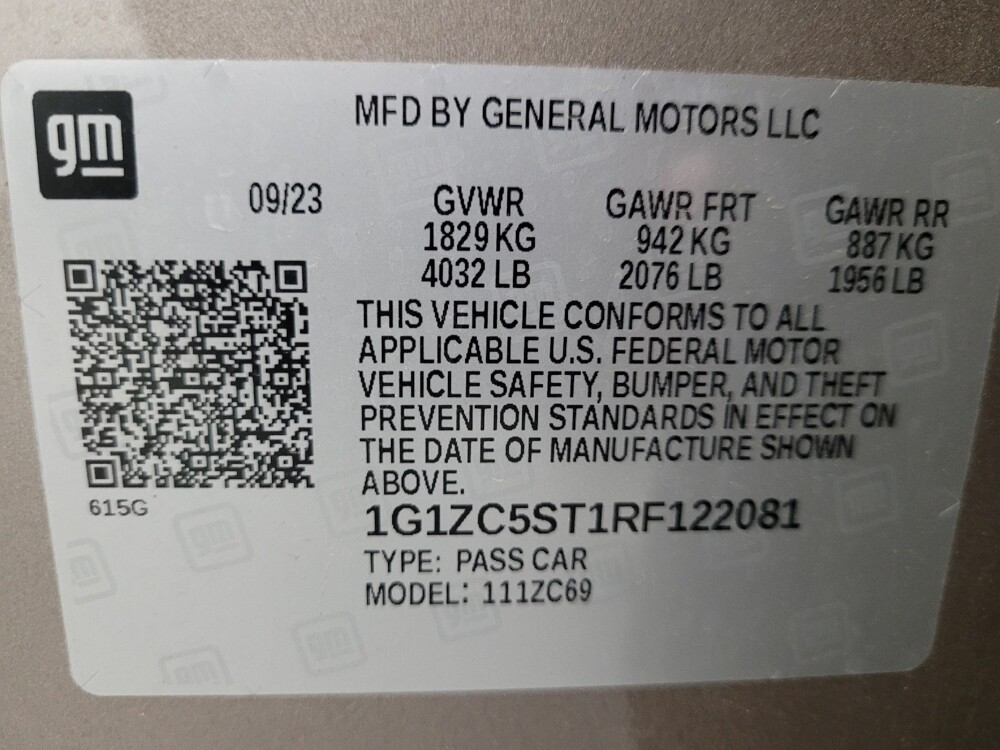 gm
MFD BY GENERAL MOTORS LLC
09/23
GVWR
1829 KG
4032 LB
GAWR FRT
942 KG
2076 LB
GAWR RR
887 KG
1956 LB
THIS VEHICLE CONFORMS TO ALL
APPLICABLE U.S. FEDERAL MOTOR
VEHICLE SAFETY, BUMPER, AND THEFT
PREVENTION STANDARDS IN EFFECT ON
THE DATE OF MANUFACTURE SHOWN
ABOVE.
1G1ZC5ST1RF122081
TYPE: PASS CAR
MODEL: 111ZC69
615G